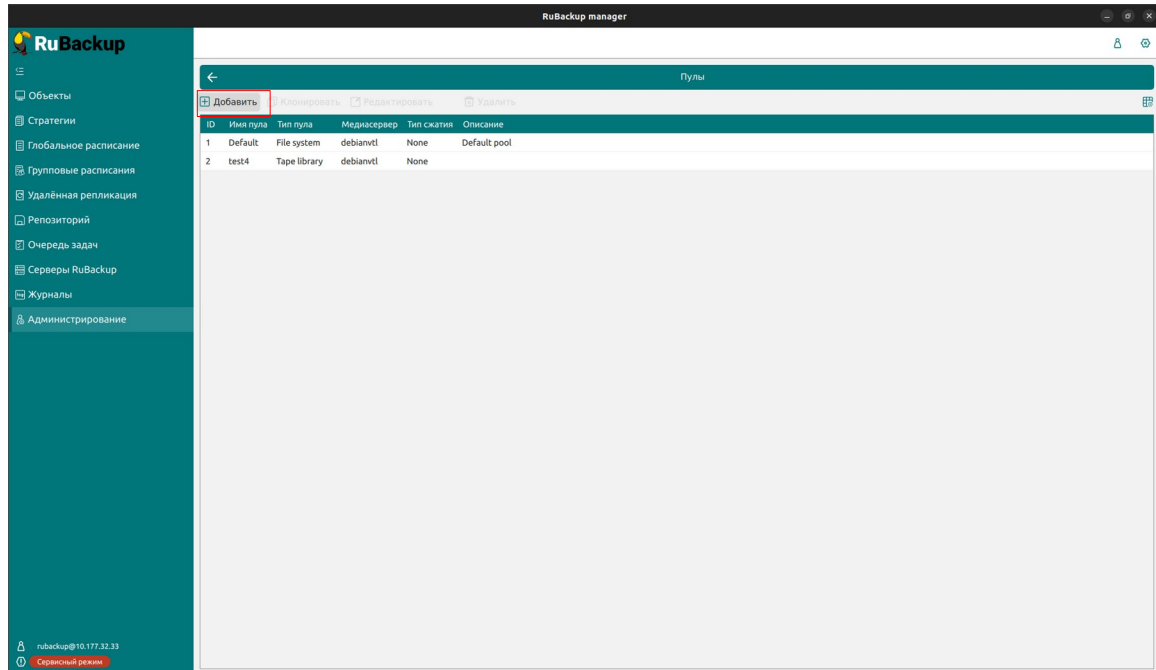 RuBackup manager
RuBackup
Объекты
Стратегии
Глобальное расписание
Групповые расписания
Удалённая репликация
Репозиторий
Очередь задач
Серверы RuBackup
Журналы
Администрирование
rubackup@10.177.32.33
Сервисный режим
Пулы
Добавить Клонировать Редактировать Удалить
ID Имя пула Тип пула Медиасервер Тип сжатия Описание
1 Default File system debianvtl None Default pool
2 test4 Tape library debianvtl None